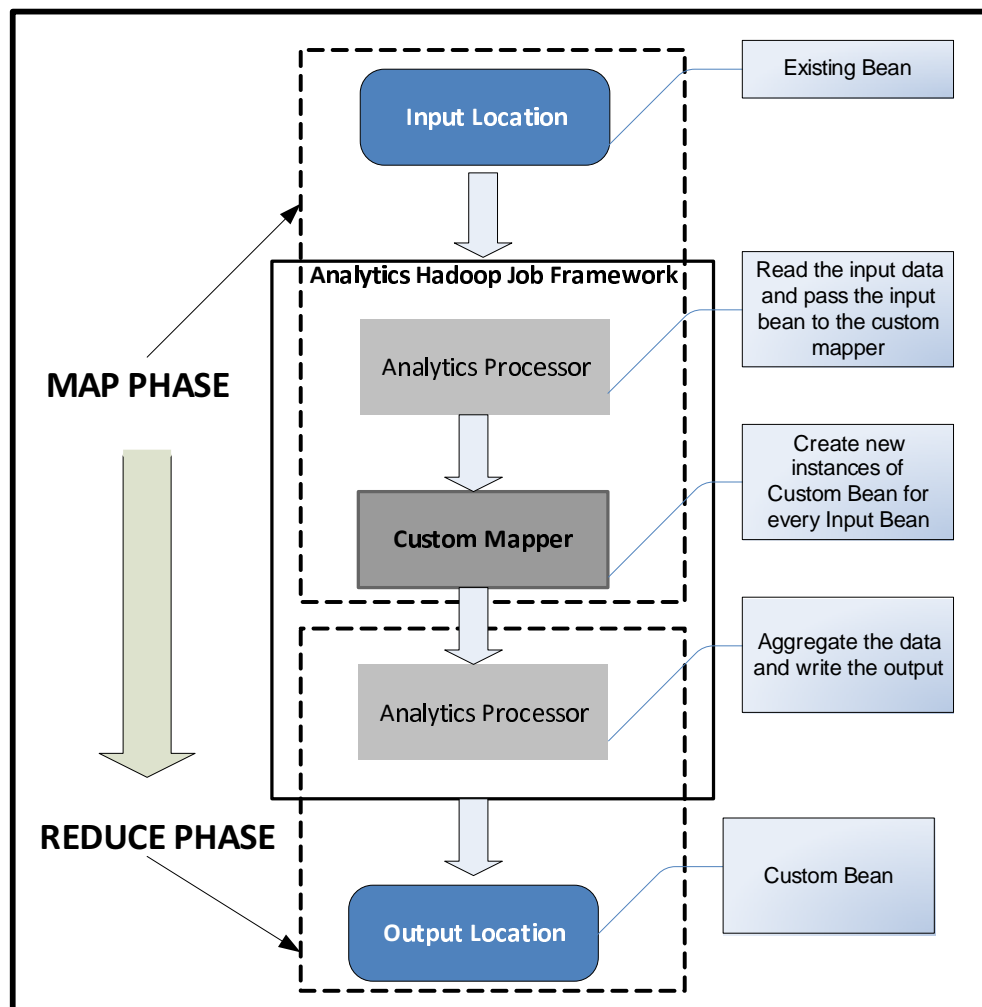 Existing Bean
Input Location
Analytics Hadoop Job Framework
Read the input data
and pass the input
bean to the custom
mapper
Analytics Processor
MAP PHASE
Create new
instances of
Custom Bean for
every Input Bean
Custom Mapper
Aggregate the data
and write the output
Analytics Processor
REDUCE PHASE
Custom Bean
Output Location